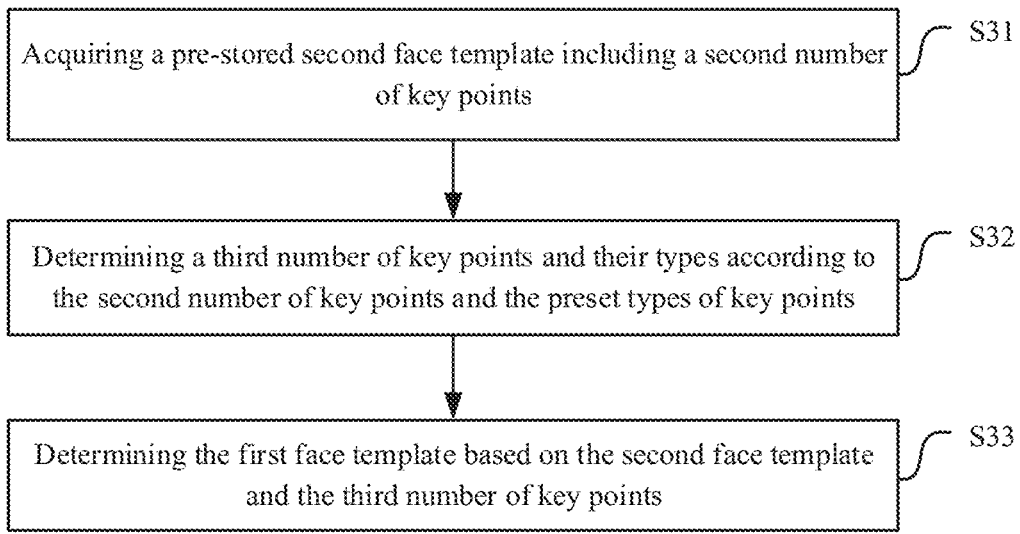 Acquiring a pre-stored second face template including a second number
of key points
S31
Determining a third number of key points and their types according to
the second number of key points and the preset types of key points
S32
Determining the first face template based on the second face template
and the third number of key points
S33